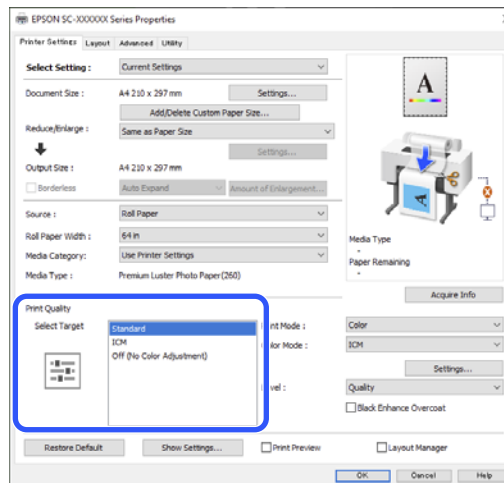 EPSON SC-XXXXXX Series Properties
Printer Settings Layout Advanced Utility
Select Setting : Current Settings
Document Size : A4 210 x 297 mm Settings...
Add/Delete Custom Paper Size...
Reduce/Enlarge : Same as Paper Size
Settings...
Output Size : A4 210 x 297 mm
Borderless Auto Expand Amount of Enlargement...
Source : Roll Paper
Roll Paper Width : 64 in
Media Category: Use Printer Settings
Media Type : Premium Luster Photo Paper(260)
A
A
Media Type
-
Paper Remaining
-
Acquire Info
Print Quality
Select Target
Standard
ICM
Off (No Color Adjustment)
nt Mode : Color
lor Mode : ICM
Settings...
evel : Quality
Black Enhance Overcoat
Restore Default Show Settings... Print Preview Layout Manager
OK Cancel Help